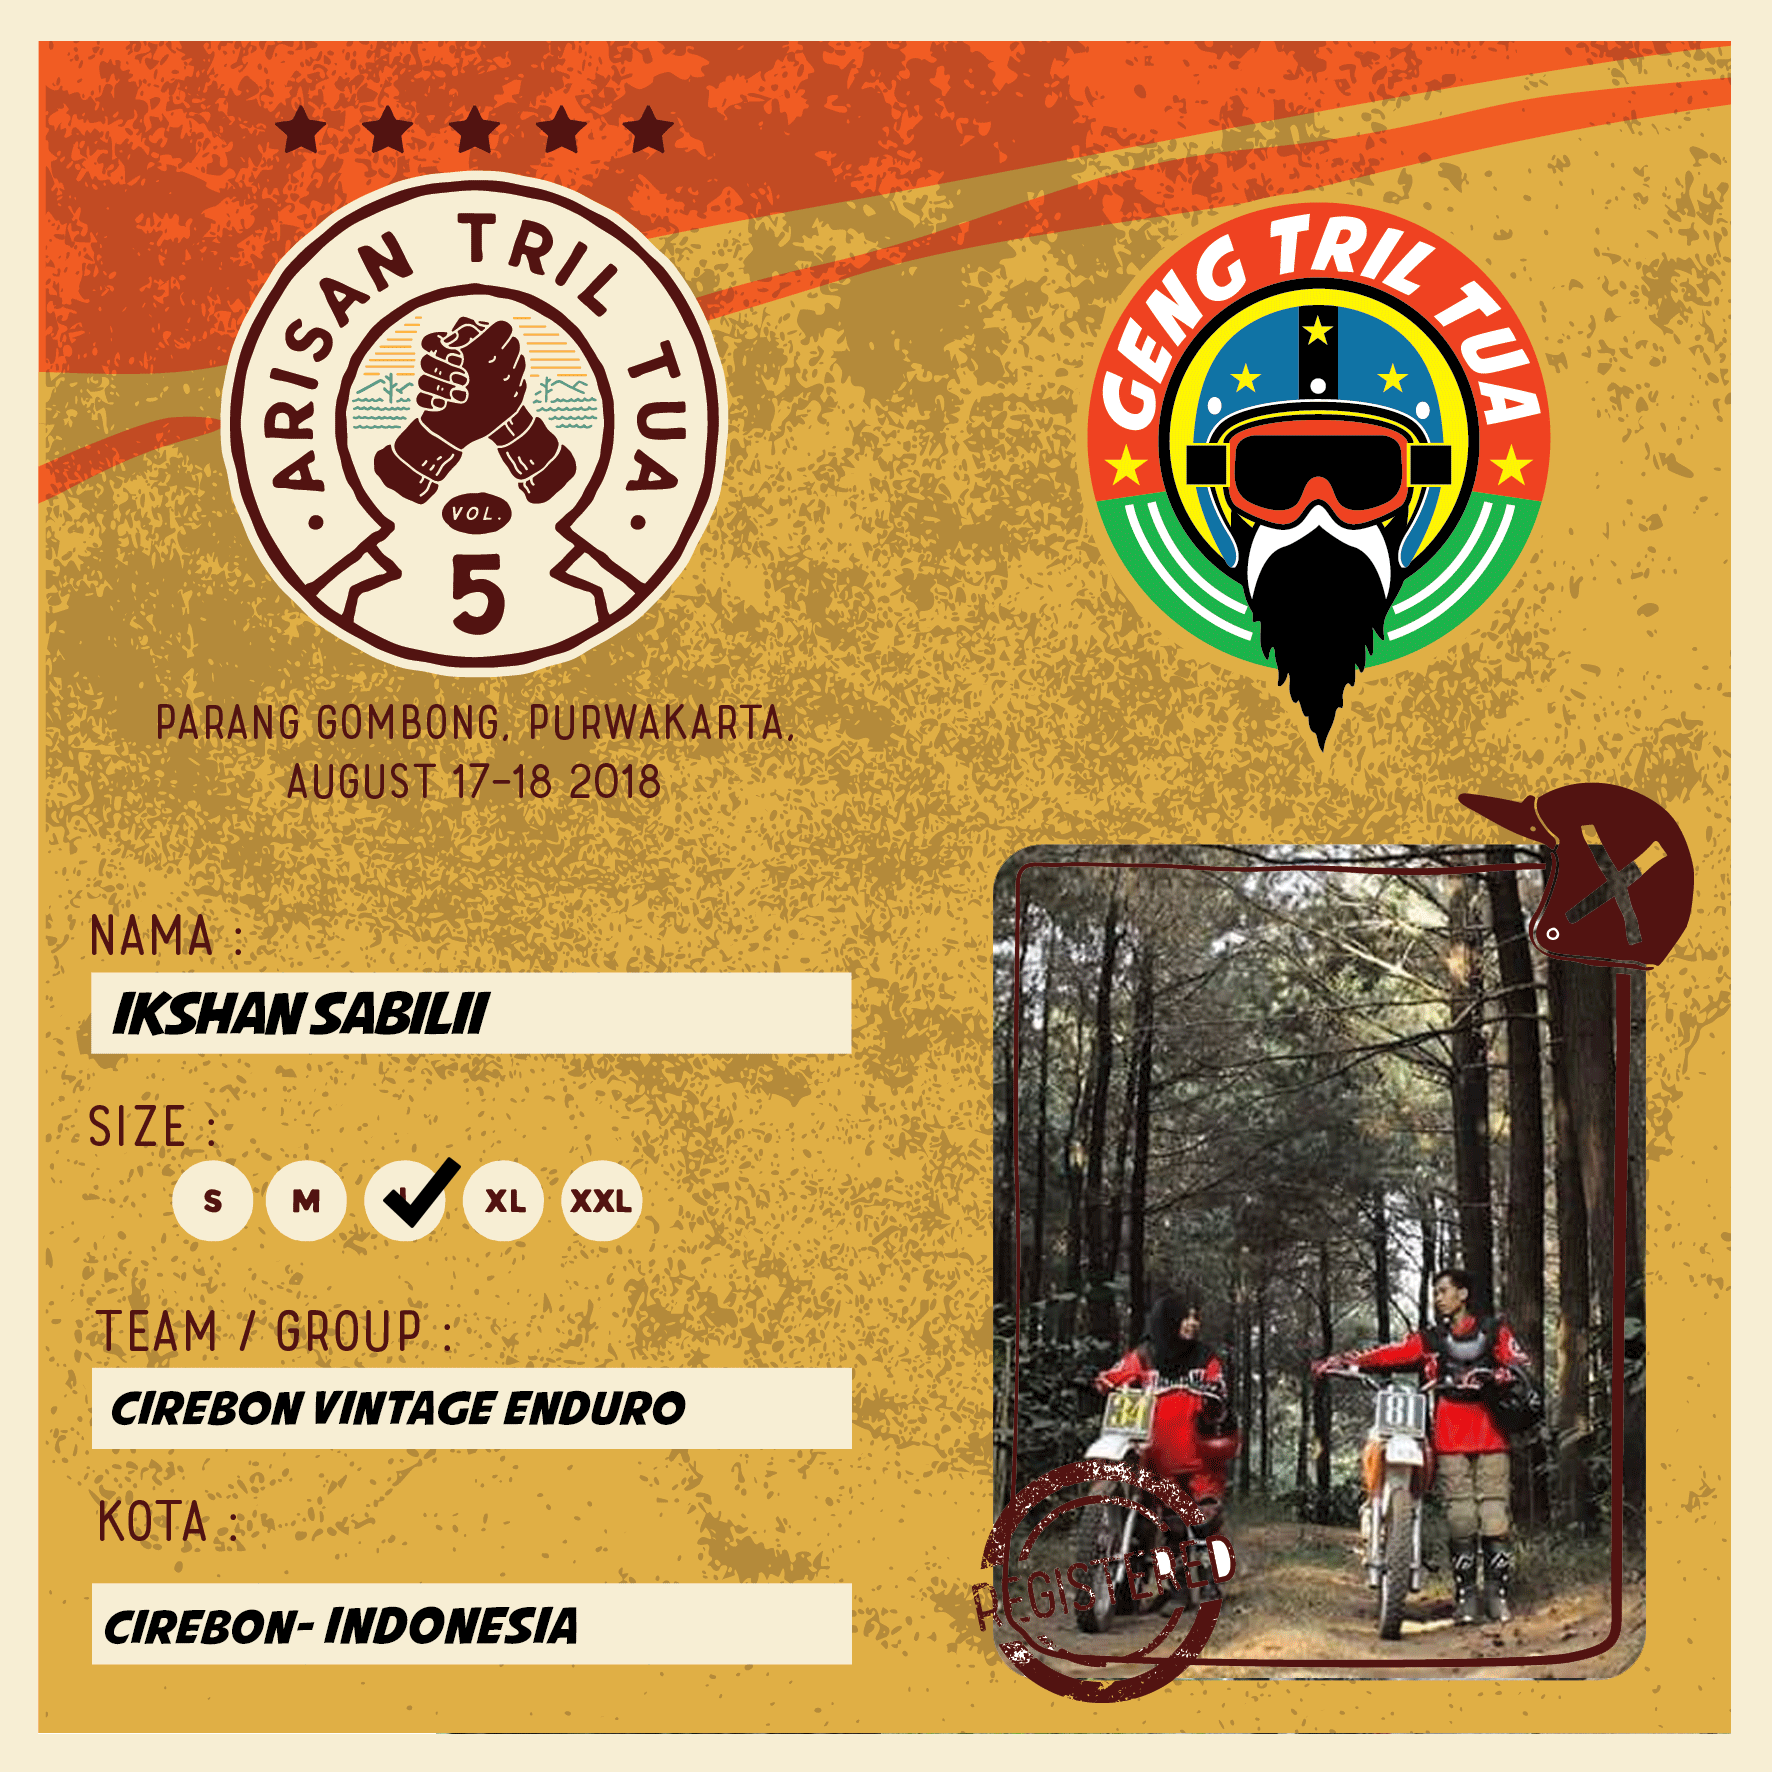 ARISAN TRIL TUA
VOL.
5
GENG TRIL TUA
PARANG GOMBONG, PURWAKARTA,
AUGUST 17-18 2018
NAMA :
IKSHAN SABILII
SIZE :
S M L XL XXL
TEAM / GROUP :
CIREBON VINTAGE ENDURO
KOTA :
CIREBON- INDONESIA
34
81
REGISTERED